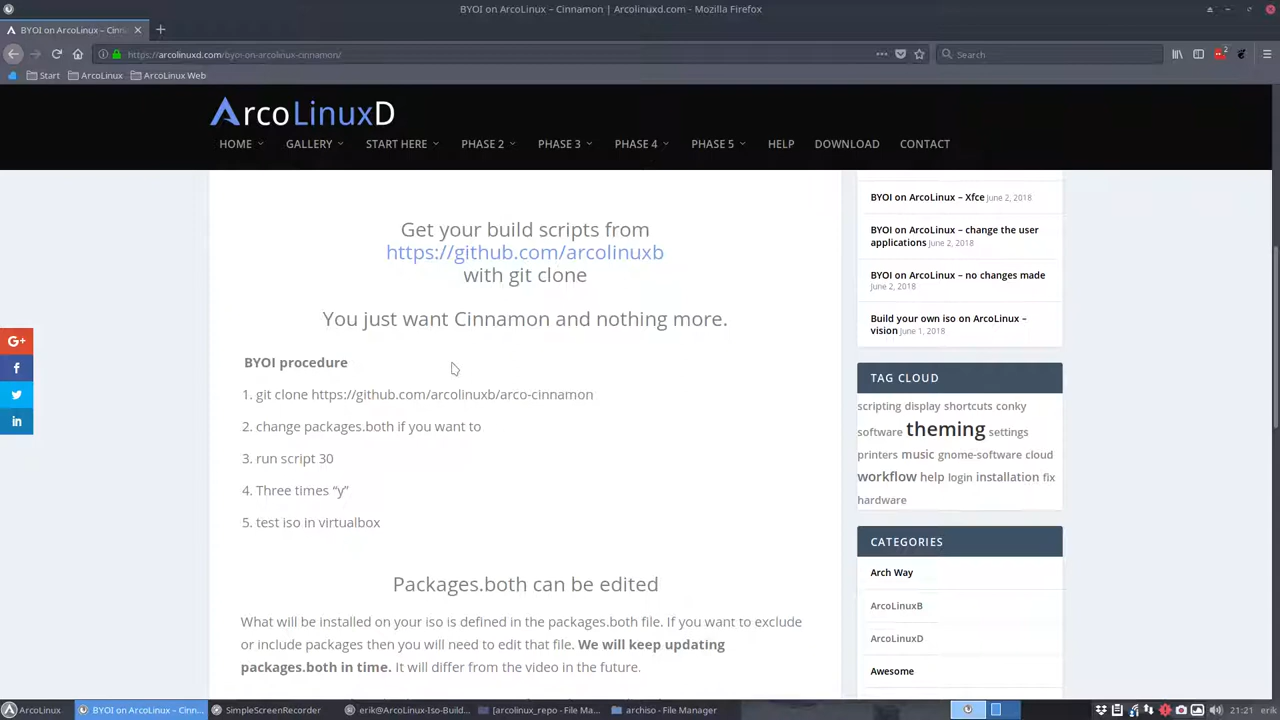 BYOI on ArcoLinux – Cinnamon | Arcolinuxd.com - Mozilla Firefox
BYOI on ArcoLinux – Cinn
https://arcolinuxd.com/byoi-on-arcolinux-cinnamon/
Search
2
Start
ArcoLinux
ArcoLinux Web
ArcoLinuxD
HOME
GALLERY
START HERE
PHASE 2
PHASE 3
PHASE 4
PHASE 5
HELP
DOWNLOAD
CONTACT
Get your build scripts from
https://github.com/arcolinuxb
with git clone
You just want Cinnamon and nothing more.
BYOI procedure
1. git clone https://github.com/arcolinuxb/arco-cinnamon
2. change packages.both if you want to
3. run script 30
4. Three times “y”
5. test iso in virtualbox
Packages.both can be edited
What will be installed on your iso is defined in the packages.both file. If you want to exclude
or include packages then you will need to edit that file. We will keep updating
packages.both in time. It will differ from the video in the future.
BYOI on ArcoLinux – Xfce June 2, 2018
BYOI on ArcoLinux – change the user
applications June 2, 2018
BYOI on ArcoLinux – no changes made
June 2, 2018
Build your own iso on ArcoLinux –
vision June 1, 2018
TAG CLOUD
scripting display shortcuts conky
software theming settings
printers music gnome-software cloud
workflow help login installation fix
hardware
CATEGORIES
Arch Way
ArcoLinuxB
ArcoLinuxD
Awesome
G+
f
in
ArcoLinux
BYOI on ArcoLinux – Cinn...
SimpleScreenRecorder
erik@ArcoLinux-Iso-Build...
[arcolinux_repo - File Ma...
archiso - File Manager
21:21
erik